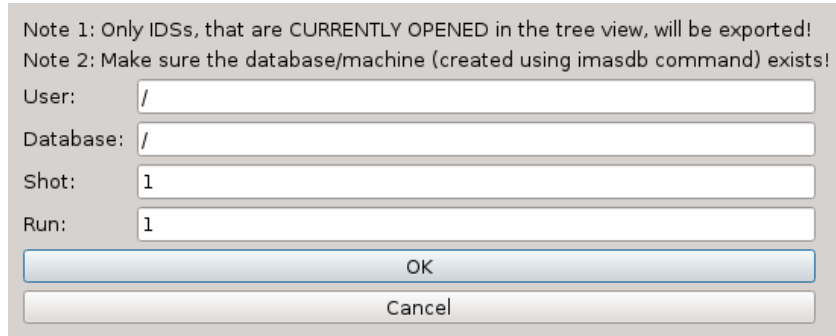 Note 1: Only IDSs, that are CURRENTLY OPENED in the tree view, will be exported!
Note 2: Make sure the database/machine (created using imasdb command) exists!
User: /
Database: /
Shot: 1
Run: 1
OK
Cancel